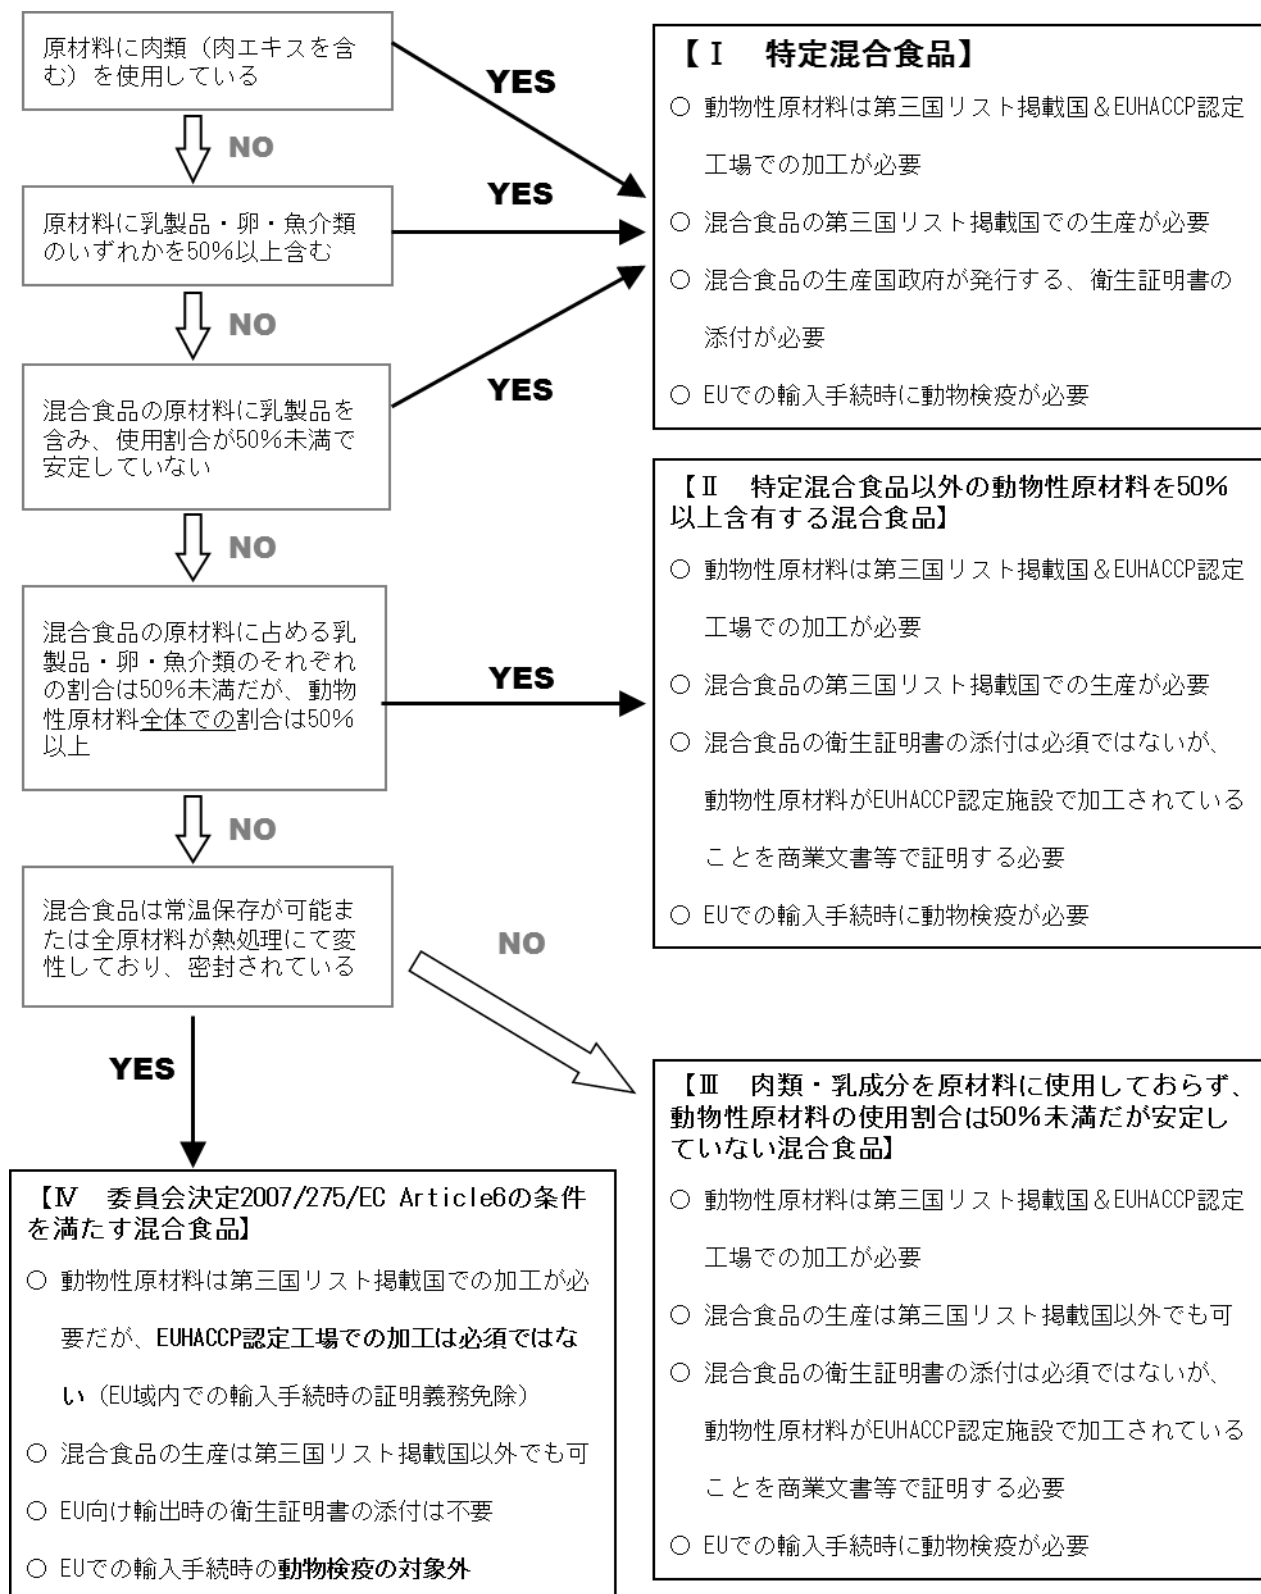 原材料に肉類（肉エキスを含
む）を使用している
YES
NO
原材料に乳製品・卵・魚介類
のいずれかを50%以上含む
YES
NO
混合食品の原材料に乳製品を
含み、使用割合が50%未満で
安定していない
YES
NO
混合食品の原材料に占める乳
製品・卵・魚介類のそれぞれ
の割合は50%未満だが、動物
性原材料全体での割合は50%
以上
YES
NO
混合食品は常温保存が可能ま
たは全原材料が熱処理にて変
性しており、密封されている
NO
YES
【Ⅰ　特定混合食品】
○ 動物性原材料は第三国リスト掲載国＆EUHACCP認定
工場での加工が必要
○ 混合食品の第三国リスト掲載国での生産が必要
○ 混合食品の生産国政府が発行する、衛生証明書の
添付が必要
○ EUでの輸入手続時に動物検疫が必要
【Ⅱ　特定混合食品以外の動物性原材料を50%
以上含有する混合食品】
○ 動物性原材料は第三国リスト掲載国＆EUHACCP認定
工場での加工が必要
○ 混合食品の第三国リスト掲載国での生産が必要
○ 混合食品の衛生証明書の添付は必須ではないが、
動物性原材料がEUHACCP認定施設で加工されている
ことを商業文書等で証明する必要
○ EUでの輸入手続時に動物検疫が必要
【Ⅲ　肉類・乳成分を原材料に使用しておらず、
動物性原材料の使用割合は50%未満だが安定し
ていない混合食品】
○ 動物性原材料は第三国リスト掲載国＆EUHACCP認定
工場での加工が必要
○ 混合食品の生産は第三国リスト掲載国以外でも可
○ 混合食品の衛生証明書の添付は必須ではないが、
動物性原材料がEUHACCP認定施設で加工されている
ことを商業文書等で証明する必要
○ EUでの輸入手続時に動物検疫が必要
【Ⅳ　委員会決定2007/275/EC Article6の条件
を満たす混合食品】
○ 動物性原材料は第三国リスト掲載国での加工が必
要だが、EUHACCP認定工場での加工は必須ではな
い（EU域内での輸入手続時の証明義務免除）
○ 混合食品の生産は第三国リスト掲載国以外でも可
○ EU向け輸出時の衛生証明書の添付は不要
○ EUでの輸入手続時の動物検疫の対象外